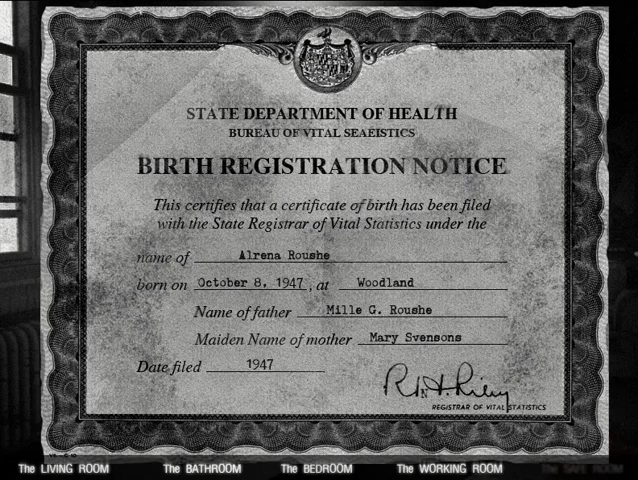 STATE DEPARTMENT OF HEALTH
BUREAU OF VITAL SEAEISTICS
BIRTH REGISTRATION NOTICE
This certifies that a certificate of birth has been filed
with the State Registrar of Vital Statistics under the
name of Alrena Roushe
born on October 8, 1947, at Woodland
Name of father Mille G. Roushe
Maiden Name of mother Mary Svensons
Date filed 1947
REGISTRAR OF VITAL STATISTICS
The LIVING ROOM The BATHROOM The BEDROOM The WORKING ROOM The SAFE ROOM